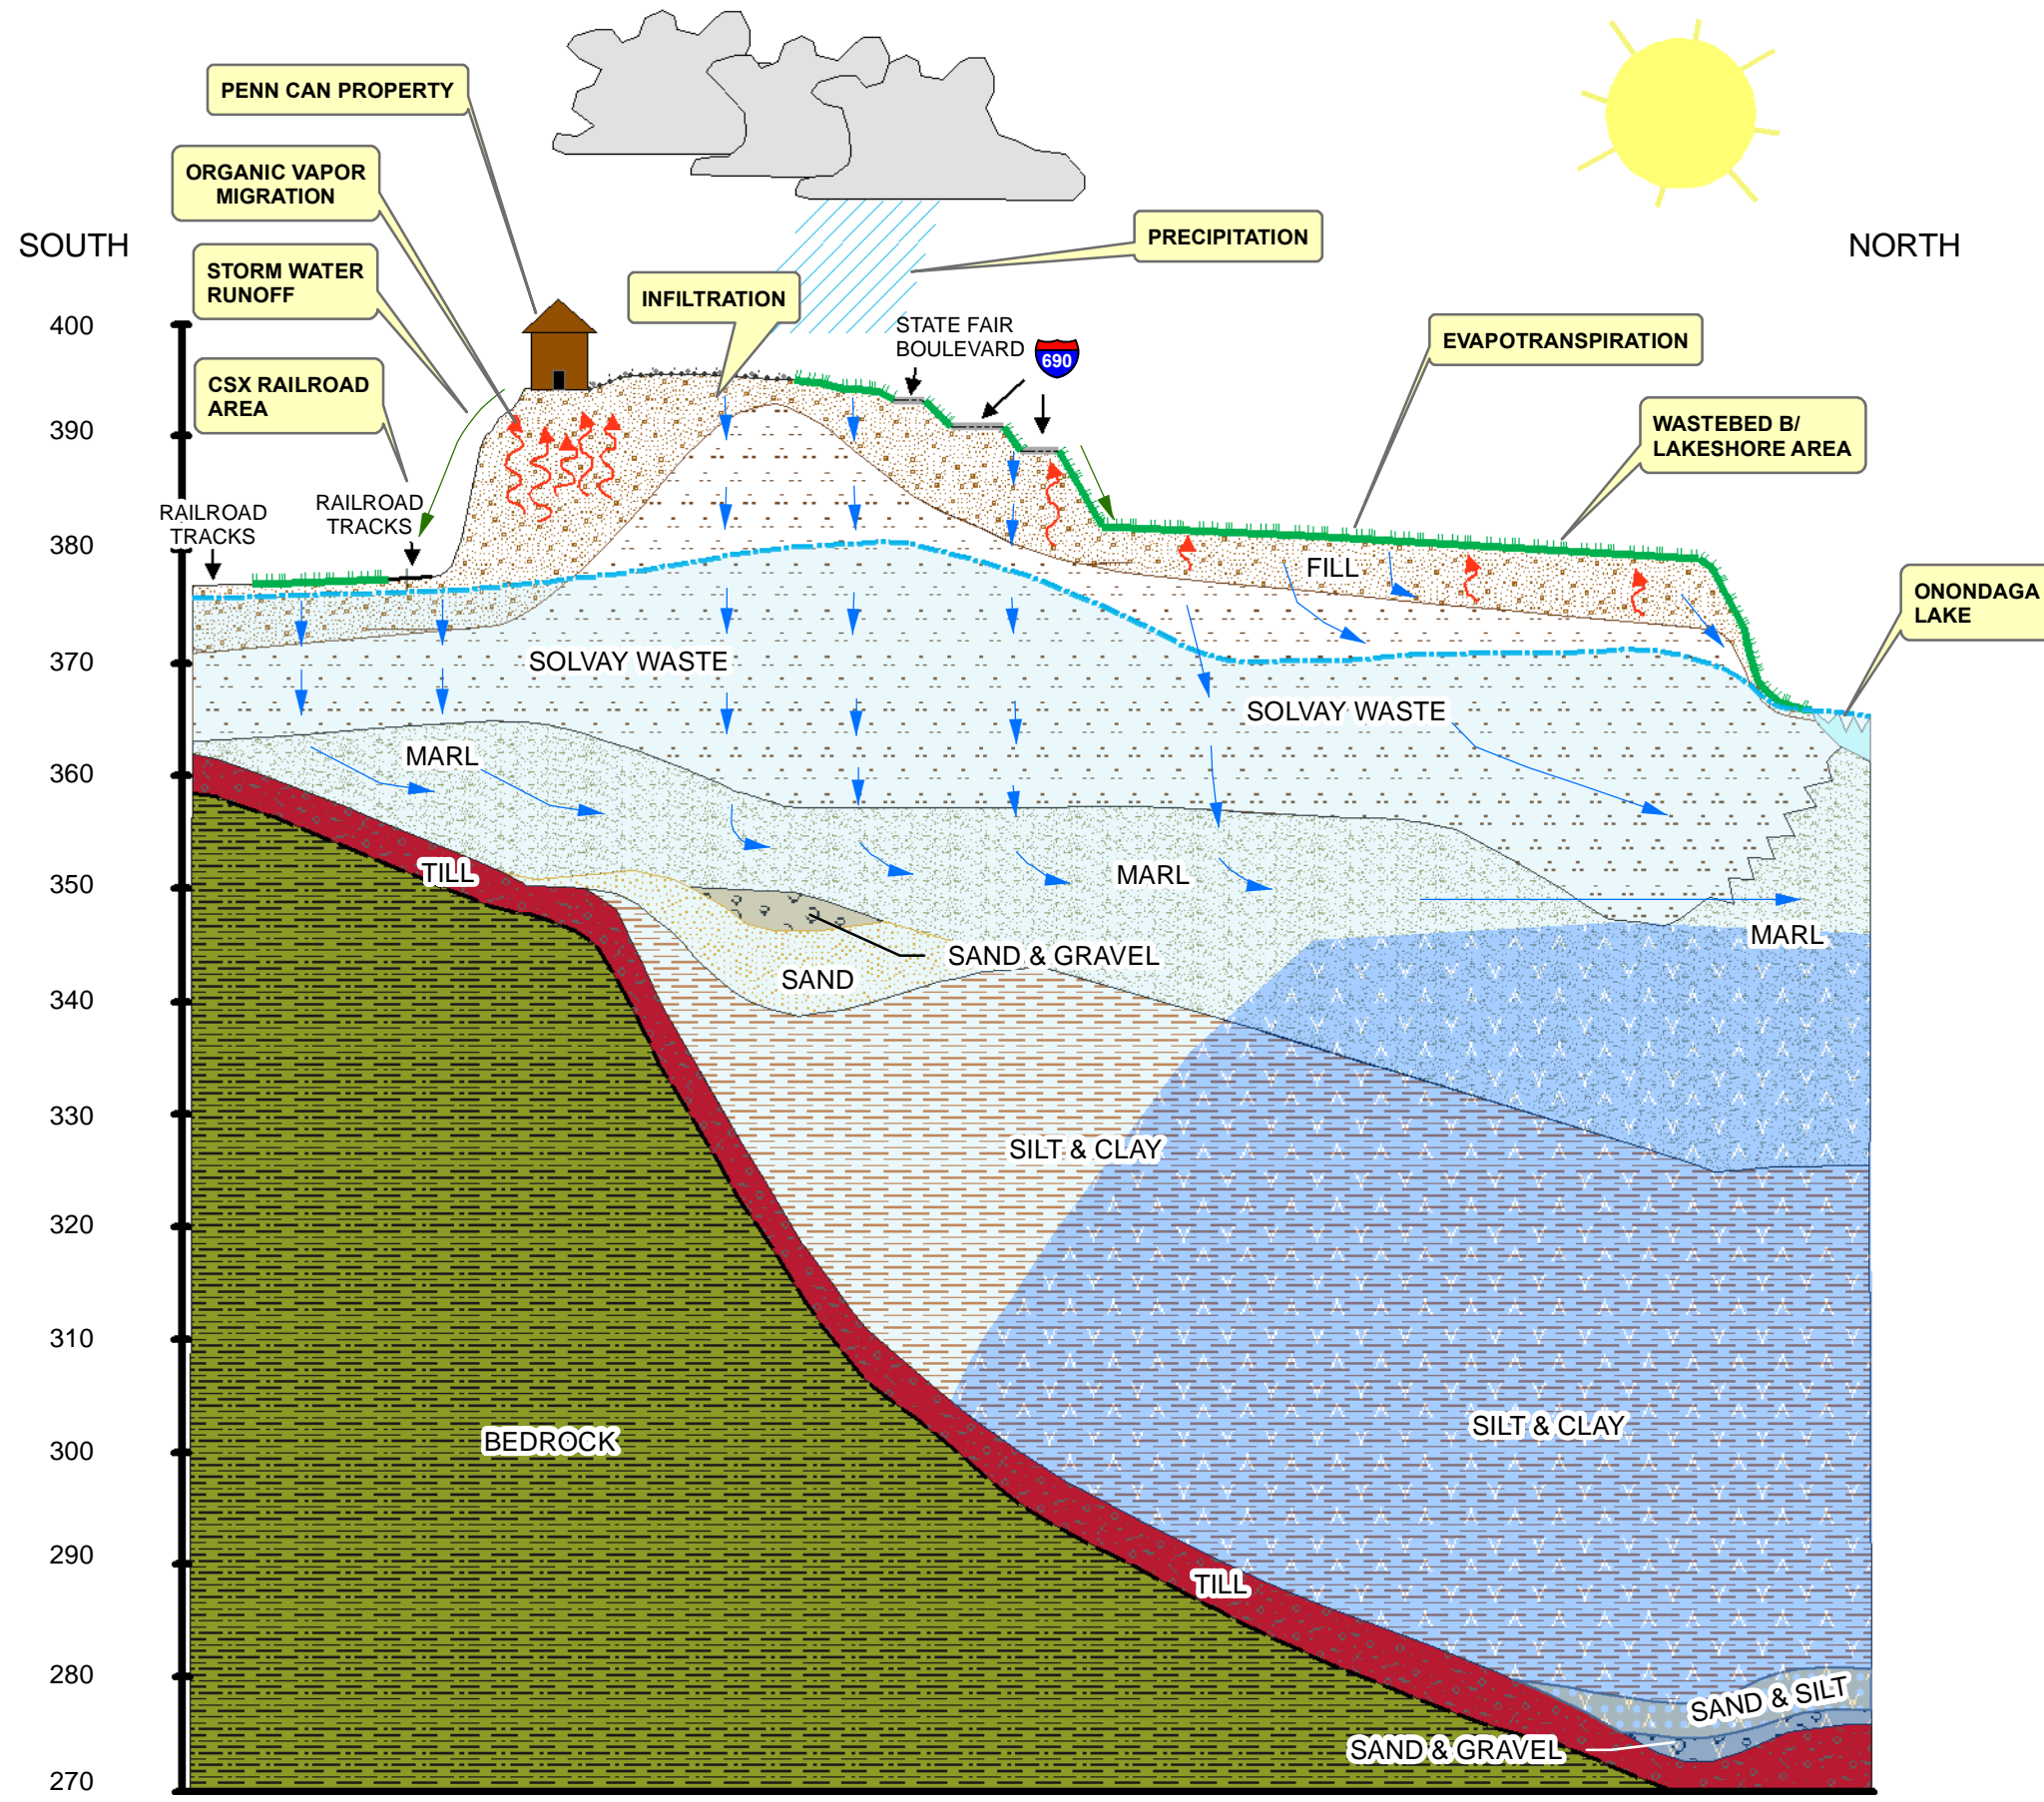 PENN CAN PROPERTY
ORGANIC VAPOR
MIGRATION
STORM WATER
RUNOFF
CSX RAILROAD
AREA
INFILTRATION
PRECIPITATION
EVAPOTRANSPIRATION
WASTEBED B/
LAKESHORE AREA
ONONDAGA
LAKE
SOUTH
NORTH
STATE FAIR
BOULEVARD
690
RAILROAD
TRACKS
RAILROAD
TRACKS
400
390
380
370
360
350
340
330
320
310
300
290
280
270
FILL
SOLVAY WASTE
SOLVAY WASTE
MARL
TILL
MARL
MARL
SAND & GRAVEL
SAND
SILT & CLAY
SILT & CLAY
BEDROCK
TILL
SAND & SILT
SAND & GRAVEL